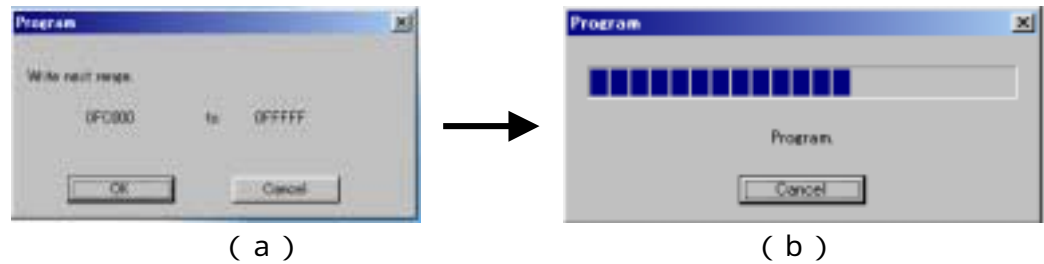 Program
Write next range.
0FC000 to 0FFFFF
OK Cancel
( a )
Program
Program.
Cancel
( b )